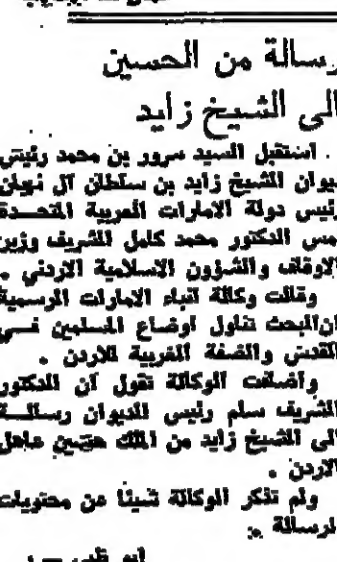 رسالة من الحسين
الى الشيخ زايد
. استقبل السيد سرور بن محمد رئيس
ديوان الشيخ زايد بن سلطان آل نهيان
رئيس دولة الامارات العربية المتحدة
امس الدكتور محمد كامل الشريف وزير
الاوقاف والشؤون الاسلامية الاردني .
وقالت وكالة انباء الامارات الرسمية
ان البحث تناول اوضاع المسلمين في
القدس والضفة الغربية للاردن .
واضافت الوكالة تقول ان الدكتور
الشريف سلم رئيس الديوان رسالة
الى الشيخ زايد من الملك حسين عاهل
الاردن .
ولم تذكر الوكالة شيئا عن محتويات
الرسالة .
ابو ظبي —